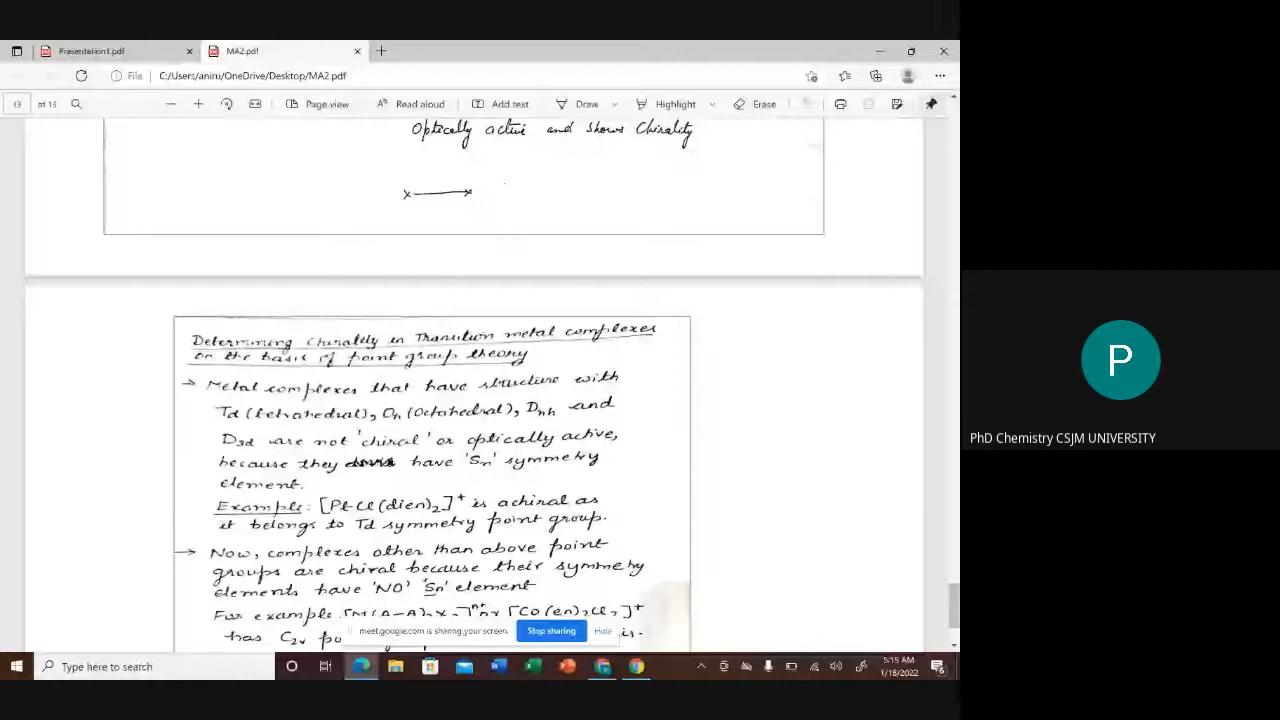 Presentation1.pdf
MA2.pdf
File
C:/Users/aniru/OneDrive/Desktop/MA2.pdf
13 of 13
Page view
Read aloud
Add text
Draw
Highlight
Erase
Optically active and shows Chirality
x—x
Determining Chirality in Transition metal complexes
on the basis of point group theory
→ Metal complexes that have structure with
Td (tetrahedral), Oh (Octahedral), Dnh and
D3d are not 'chiral' or optically active,
because they have 'Sn' symmetry
element.
Example: [PtCl(dien)2]+ is achiral as
it belongs to Td symmetry point group.
→ Now, complexes other than above point
groups are chiral because their symmetry
elements have 'NO' 'Sn' element
For example [Co(en)2Cl2]+
has C2v
meet.google.com is sharing your screen.
Stop sharing
Hide
is.
Type here to search
5:15 AM
1/18/2022
P
PhD Chemistry CSJM UNIVERSITY